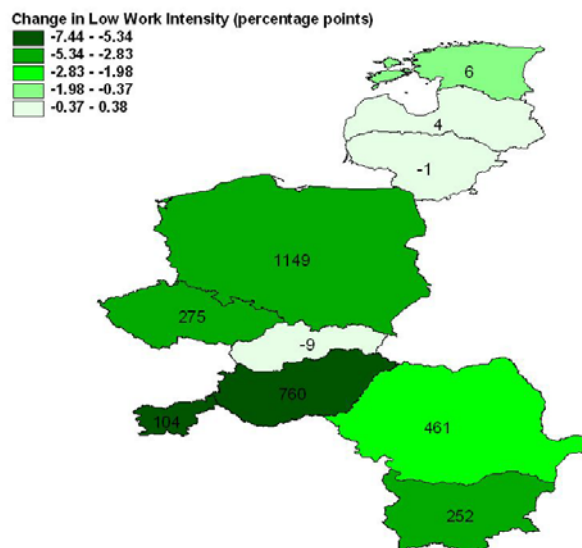 Change in Low Work Intensity (percentage points)
-7.44 - -5.34
-5.34 - -2.83
-2.83 - -1.98
-1.98 - -0.37
-0.37 - 0.38
6
4
-1
1149
275
-9
760
104
461
252